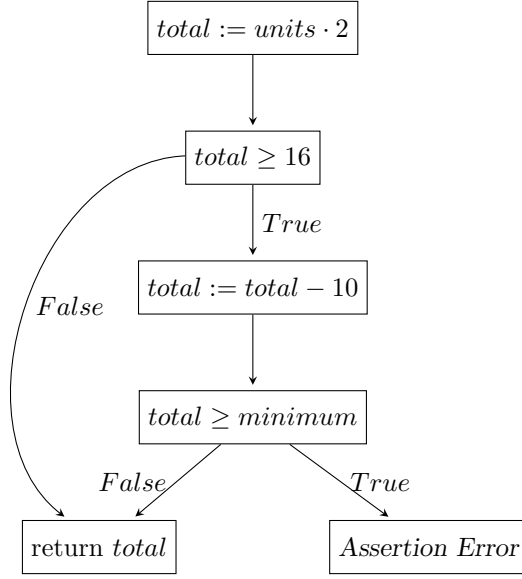 total := units · 2
total ≥ 16
True
total := total − 10
False
total ≥ minimum
False
True
return total
Assertion Error